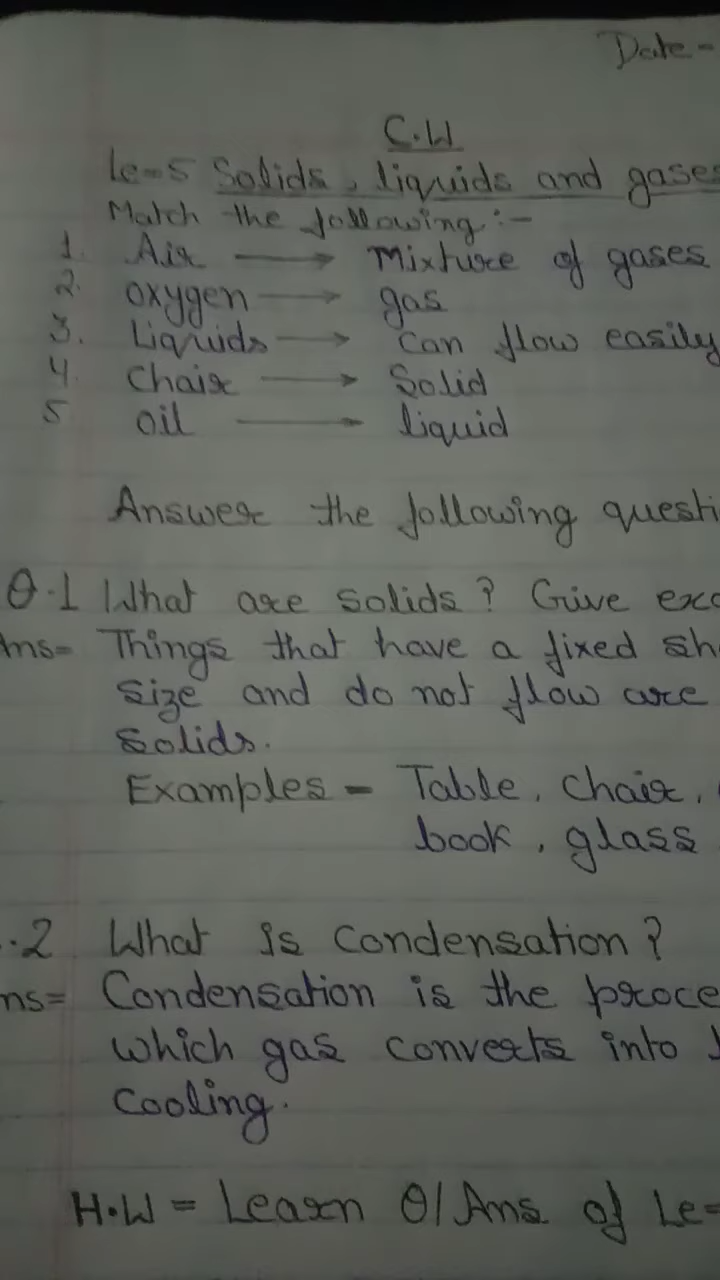 Date -
C.W
Le-5 Solids, liquids and gases
Match the following :-
1. Air → Mixture of gases
2. Oxygen → gas
3. Liquids → Can flow easily
4. Chair → Solid
5 Oil → liquid
Answer the following questi
Q.1 What are solids? Give exa
Ans= Things that have a fixed sh
size and do not flow are
Solids.
Examples - Table, chair,
book, glass
.2 What is condensation?
ns= Condensation is the proce
which gas converts into
cooling.
H.W = Learn Q/Ans of Le-